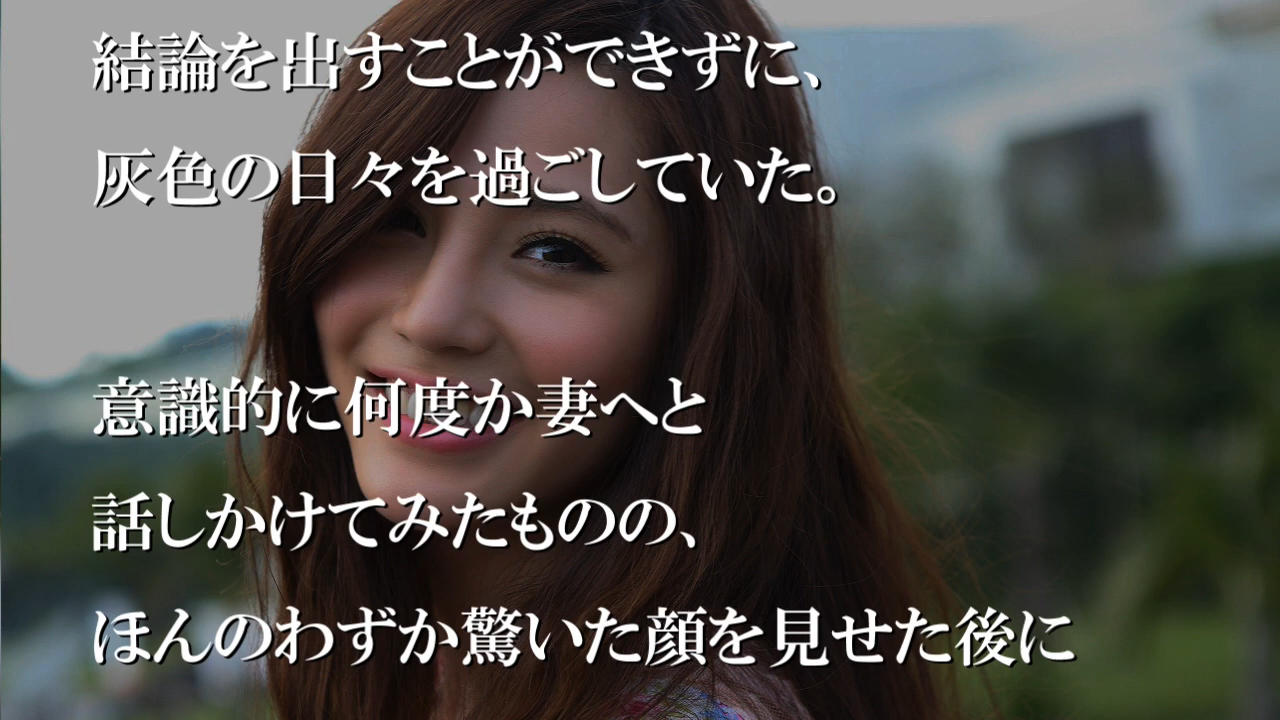 結論を出すことができずに、
灰色の日々を過ごしていた。
意識的に何度か妻へと
話しかけてみたものの、
ほんのわずか驚いた顔を見せた後に